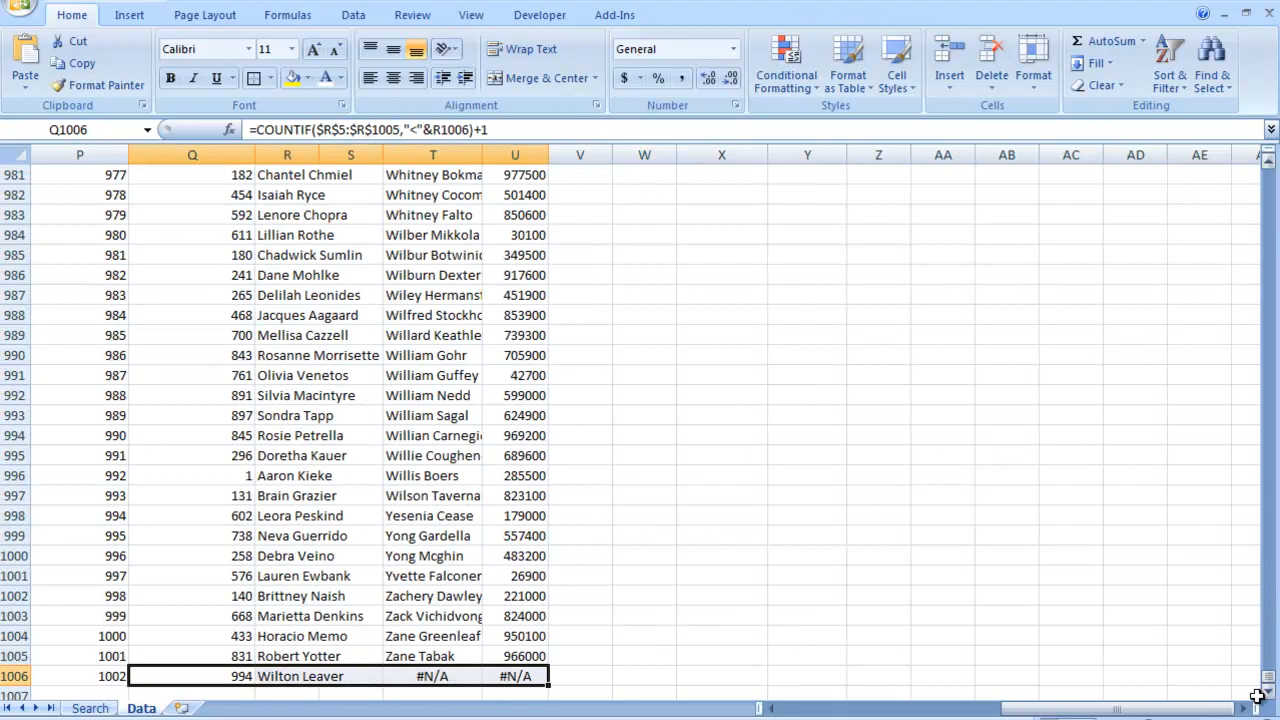 Home Insert Page Layout Formulas Data Review View Developer Add-Ins
Paste Cut Copy Format Painter Clipboard
Calibri 11 A A B I U A Font
Wrap Text Merge & Center Alignment
General $ % , .0 .00 .00 .0 Number
Conditional Formatting Format as Table Cell Styles Styles
Insert Delete Format Cells
Σ AutoSum Fill Clear Sort & Filter Find & Select Editing
Q1006 fx =COUNTIF($R$5:$R$1005,"<"&R1006)+1
P Q R S T U V W X Y Z AA AB AC AD AE
981 977 182 Chantel Chmiel Whitney Bokma 977500
982 978 454 Isaiah Ryce Whitney Cocom 501400
983 979 592 Lenore Chopra Whitney Falto 850600
984 980 611 Lillian Rothe Wilber Mikkola 30100
985 981 180 Chadwick Sumlin Wilbur Botwinic 349500
986 982 241 Dane Mohlke Wilburn Dexter 917600
987 983 265 Delilah Leonides Wiley Hermanst 451900
988 984 468 Jacques Aagaard Wilfred Stockho 853900
989 985 700 Mellisa Cazzell Willard Keathle 739300
990 986 843 Rosanne Morrisette William Gohr 705900
991 987 761 Olivia Venetos William Guffey 42700
992 988 891 Silvia Macintyre William Nedd 599000
993 989 897 Sondra Tapp William Sagal 624900
994 990 845 Rosie Petrella Willian Carnegi 969200
995 991 296 Doretha Kauer Willie Coughen 689600
996 992 1 Aaron Kieke Willis Boers 285500
997 993 131 Brain Grazier Wilson Taverna 823100
998 994 602 Leora Peskind Yesenia Cease 179000
999 995 738 Neva Guerrido Yong Gardella 557400
1000 996 258 Debra Veino Yong Mcghin 483200
1001 997 576 Lauren Ewbank Yvette Falconer 26900
1002 998 140 Brittney Naish Zachery Dawley 221000
1003 999 668 Marietta Denkins Zack Vichidvong 824000
1004 1000 433 Horacio Memo Zane Greenleaf 950100
1005 1001 831 Robert Yotter Zane Tabak 966000
1006 1002 994 Wilton Leaver #N/A #N/A
1007
Search Data